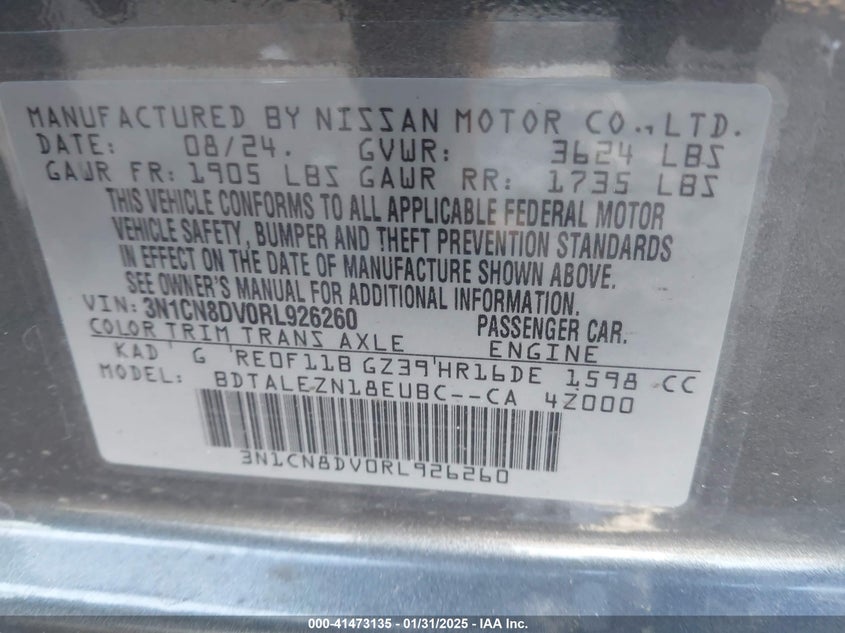 MANUFACTURED BY NISSAN MOTOR CO., LTD.
DATE: 08/24. GVWR: 3624 LBS
GAWR FR: 1905 LBS GAWR RR: 1735 LBS
THIS VEHICLE CONFORMS TO ALL APPLICABLE FEDERAL MOTOR
VEHICLE SAFETY, BUMPER AND THEFT PREVENTION STANDARDS
IN EFFECT ON THE DATE OF MANUFACTURE SHOWN ABOVE.
SEE OWNER'S MANUAL FOR ADDITIONAL INFORMATION.
VIN: 3N1CN8DV0RL926260 PASSENGER CAR.
COLOR TRIM TRANS AXLE ENGINE
KAD G RE0F11B GZ39 HR16DE 1598 CC
MODEL: BDTALEZN18EUBC--CA 4Z000
3N1CN8DV0RL926260
000-41473135 - 01/31/2025 - IAA Inc.